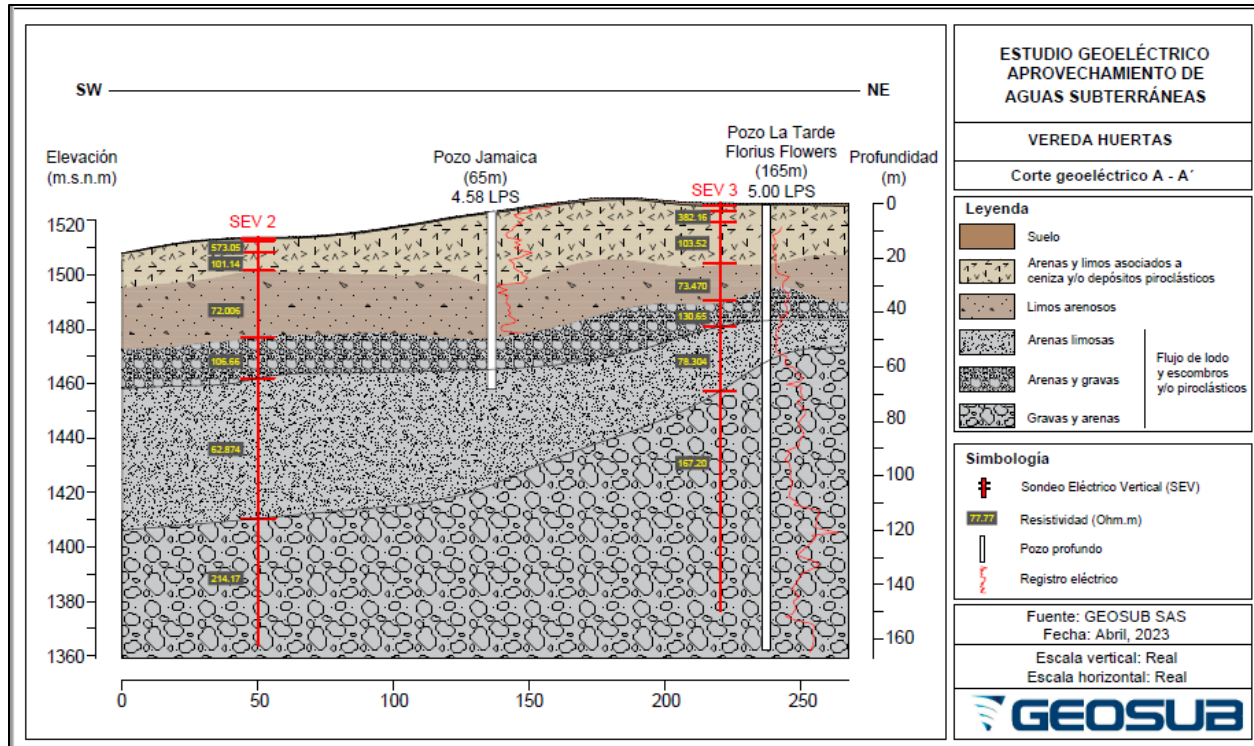 SW
NE
Elevación
(m.s.n.m)
Pozo Jamaica
(65m)
4.58 LPS
Pozo La Tarde
Florius Flowers
(165m)
5.00 LPS
Profundidad
(m)
SEV 2
SEV 3
1520
1500
1480
1460
1440
1420
1400
1380
1360
573.05
101.14
72.006
106.66
62.874
214.17
382.16
103.52
73.470
130.65
78.304
167.20
0
20
40
60
80
100
120
140
160
0
50
100
150
200
250
ESTUDIO GEOELÉCTRICO
APROVECHAMIENTO DE
AGUAS SUBTERRÁNEAS
VEREDA HUERTAS
Corte geoeléctrico A - A´
Leyenda
Suelo
Arenas y limos asociados a
ceniza y/o depósitos piroclásticos
Limos arenosos
Arenas limosas
Arenas y gravas
Gravas y arenas
Flujo de lodo
y escombros
y/o piroclásticos
Simbología
Sondeo Eléctrico Vertical (SEV)
77.77
Resistividad (Ohm.m)
Pozo profundo
Registro eléctrico
Fuente: GEOSUB SAS
Fecha: Abril, 2023
Escala vertical: Real
Escala horizontal: Real
GEOSUB